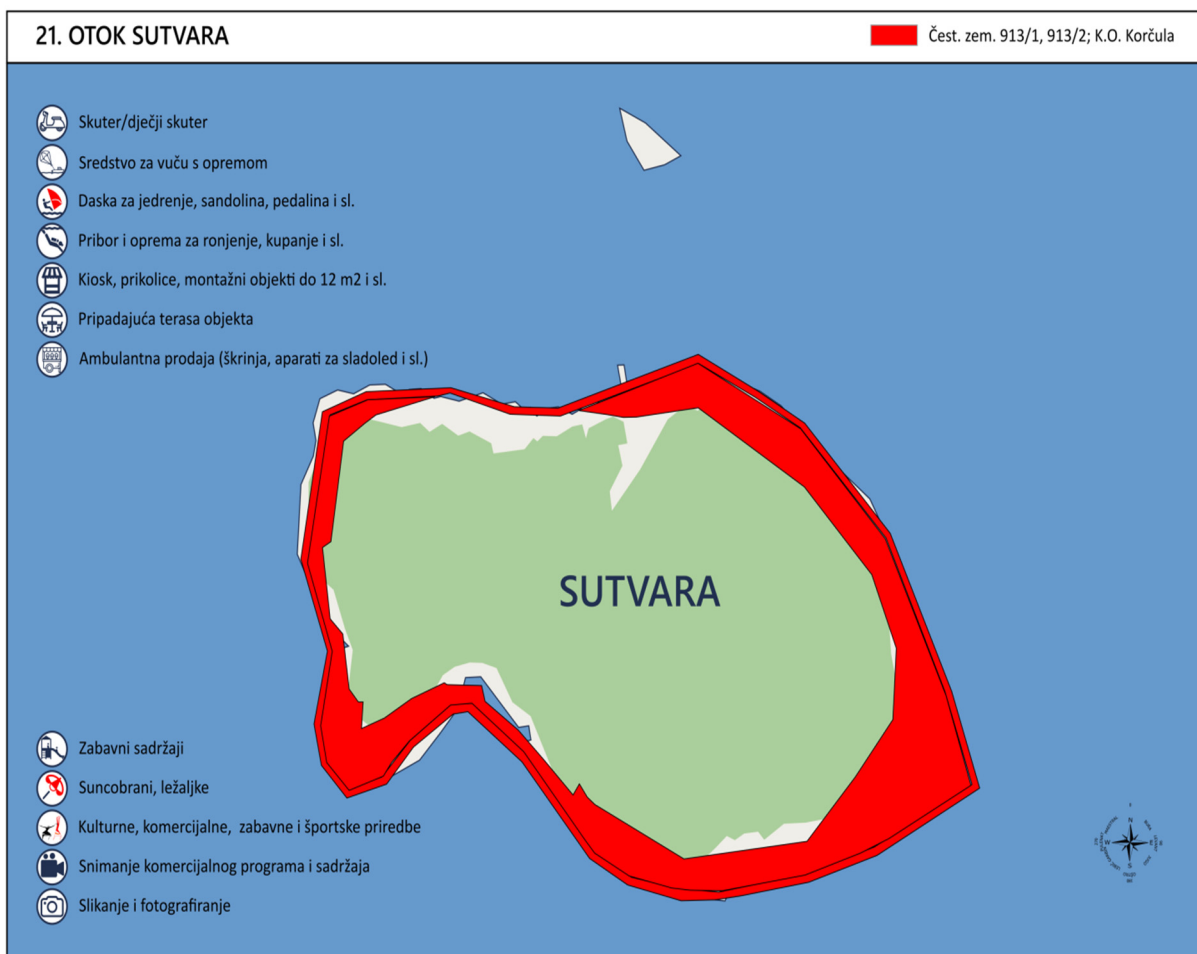 21. OTOK SUTVARA
Čest. zem. 913/1, 913/2; K.O. Korčula
Skuter/dječji skuter
Sredstvo za vuču s opremom
Daska za jedrenje, sandolina, pedalina i sl.
Pribor i oprema za ronjenje, kupanje i sl.
Kiosk, prikolice, montažni objekti do 12 m2 i sl.
Pripadajuća terasa objekta
Ambulantna prodaja (škrinja, aparati za sladoled i sl.)
SUTVARA
Zabavni sadržaji
Suncobrani, ležaljke
Kulturne, komercijalne, zabavne i športske priredbe
Snimanje komercijalnog programa i sadržaja
Slikanje i fotografiranje
N
W
E
S